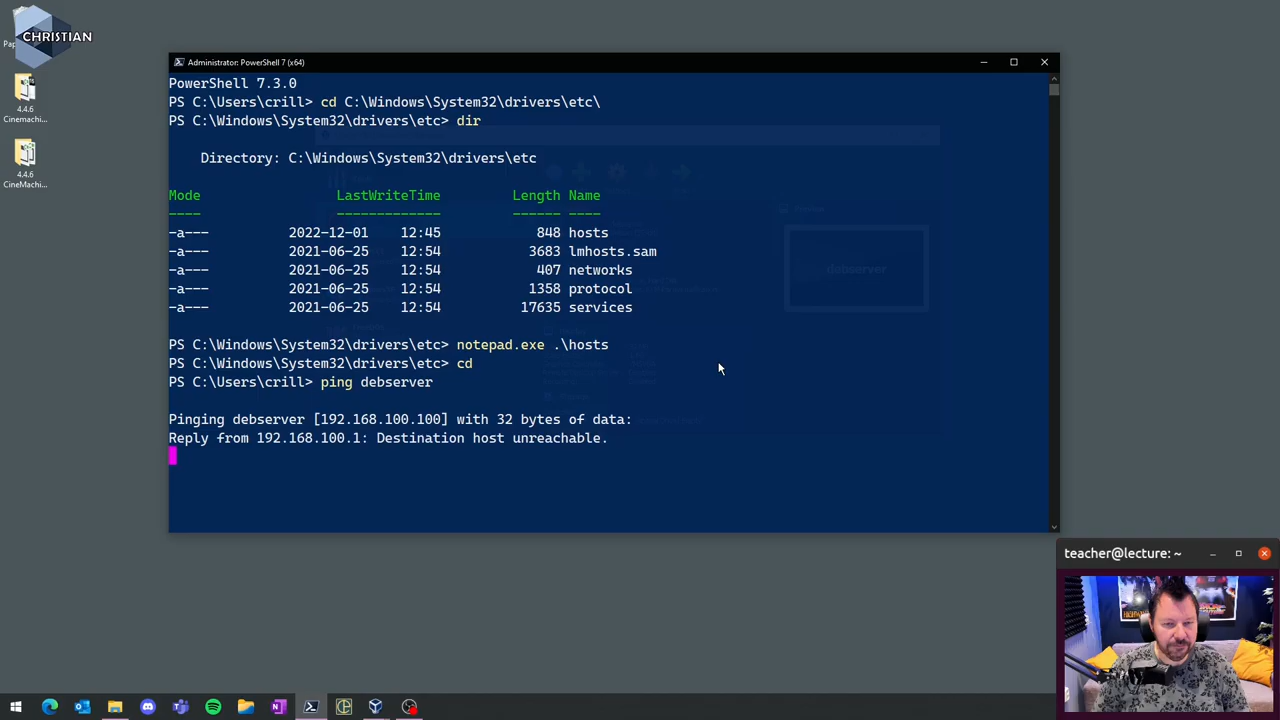 CHRISTIAN
Pap
4.4.6
Cinemachi...
4.4.6
CineMachi...
Administrator: PowerShell 7 (x64)
PowerShell 7.3.0
PS C:\Users\crill> cd C:\Windows\System32\drivers\etc\
PS C:\Windows\System32\drivers\etc> dir
Directory: C:\Windows\System32\drivers\etc
Mode LastWriteTime Length Name
---- ------------- ------ ----
-a--- 2022-12-01 12:45 848 hosts
-a--- 2021-06-25 12:54 3683 lmhosts.sam
-a--- 2021-06-25 12:54 407 networks
-a--- 2021-06-25 12:54 1358 protocol
-a--- 2021-06-25 12:54 17635 services
PS C:\Windows\System32\drivers\etc> notepad.exe .\hosts
PS C:\Windows\System32\drivers\etc> cd
PS C:\Users\crill> ping debserver
Pinging debserver [192.168.100.100] with 32 bytes of data:
Reply from 192.168.100.1: Destination host unreachable.
debserver
teacher@lecture: ~